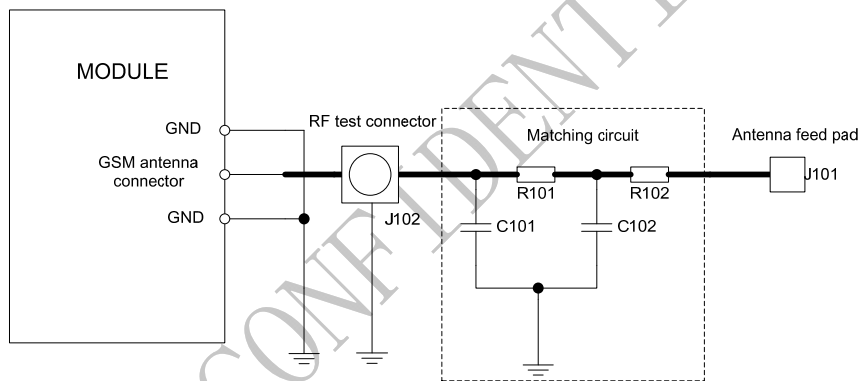 MODULE
GND
GSM antenna
connector
GND
RF test connector
J102
Matching circuit
R101
R102
C101
C102
Antenna feed pad
J101
CONFIDENT